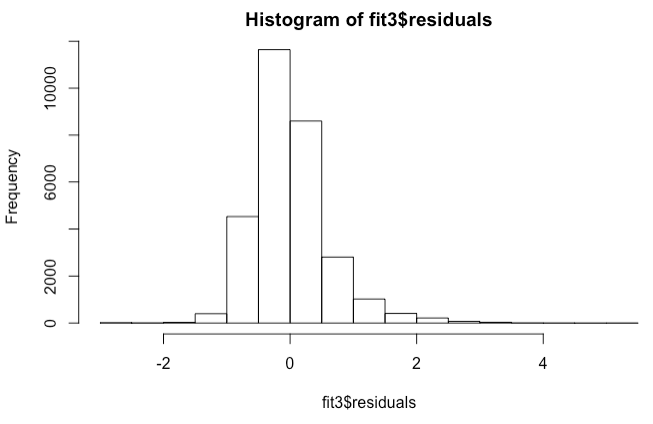 Histogram of fit3$residuals
Frequency
10000
6000
2000
0
-2 0 2 4
fit3$residuals